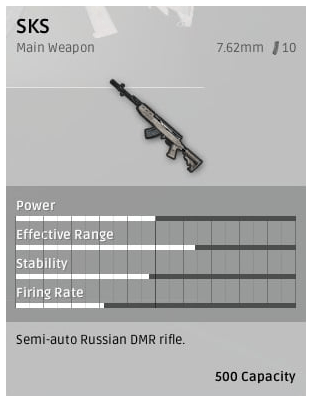 SKS
Main Weapon 7.62mm 10
Power
Effective Range
Stability
Firing Rate
Semi-auto Russian DMR rifle.
500 Capacity